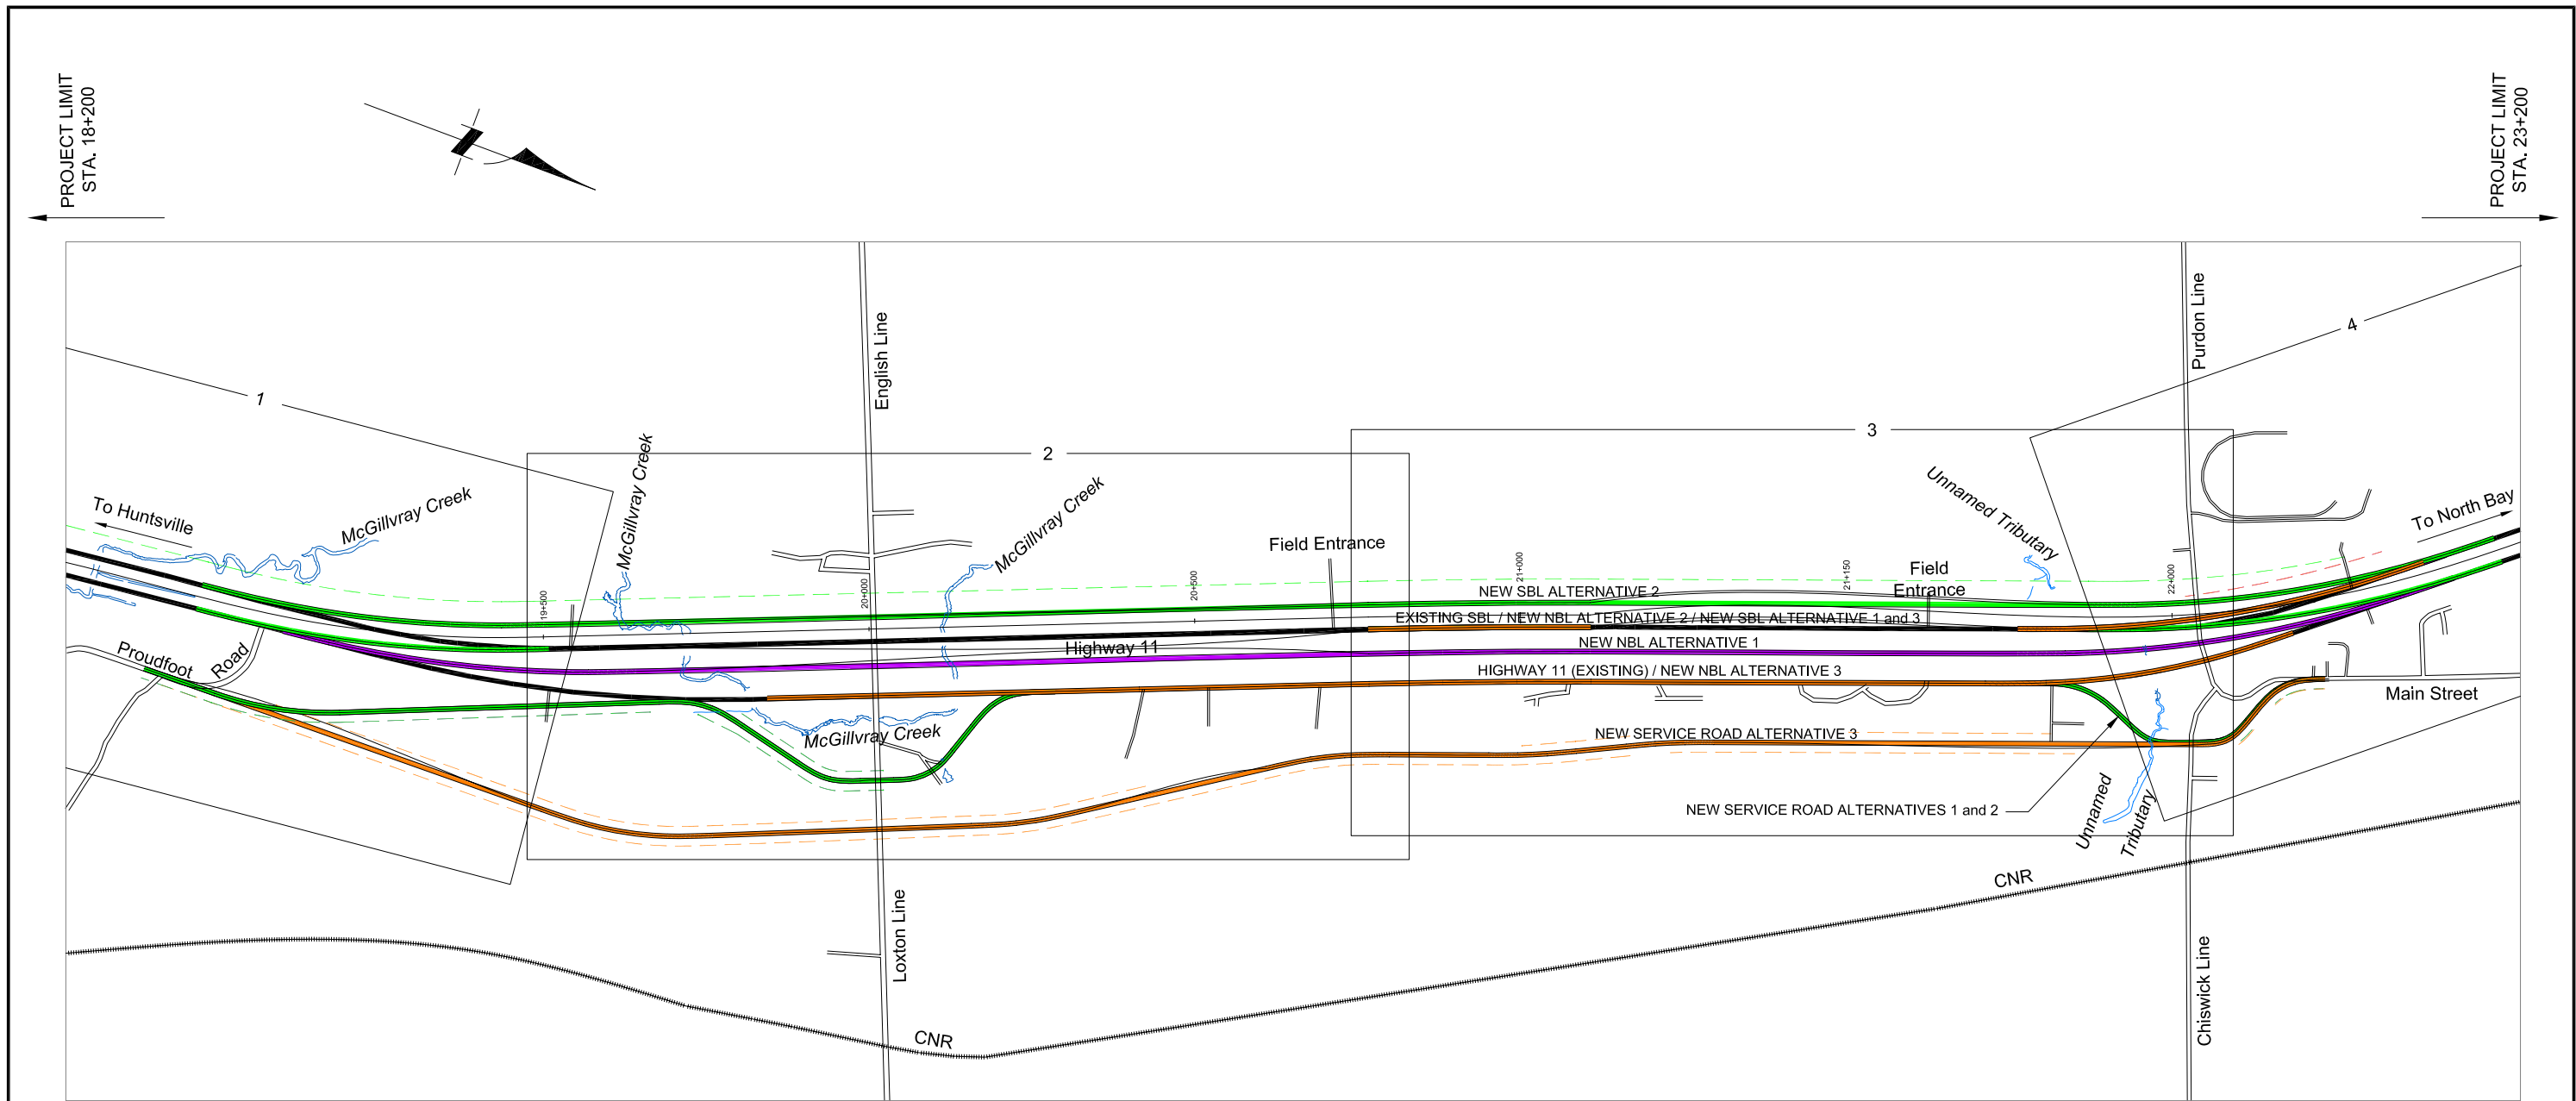 PROJECT LIMIT
STA. 18+200
PROJECT LIMIT
STA. 23+200
English Line
Purdon Line
1
2
3
4
To Huntsville
McGillvray Creek
McGillvray Creek
McGillvray Creek
Field Entrance
Unnamed Tributary
Field
Entrance
To North Bay
19+500
20+000
20+500
21+000
21+150
22+000
NEW SBL ALTERNATIVE 2
EXISTING SBL / NEW NBL ALTERNATIVE 2 / NEW SBL ALTERNATIVE 1 and 3
NEW NBL ALTERNATIVE 1
Highway 11
HIGHWAY 11 (EXISTING) / NEW NBL ALTERNATIVE 3
Proudfoot
Road
Main Street
McGillvray Creek
NEW SERVICE ROAD ALTERNATIVE 3
NEW SERVICE ROAD ALTERNATIVES 1 and 2
Unnamed
Tributary
CNR
CNR
Loxton Line
Chiswick Line